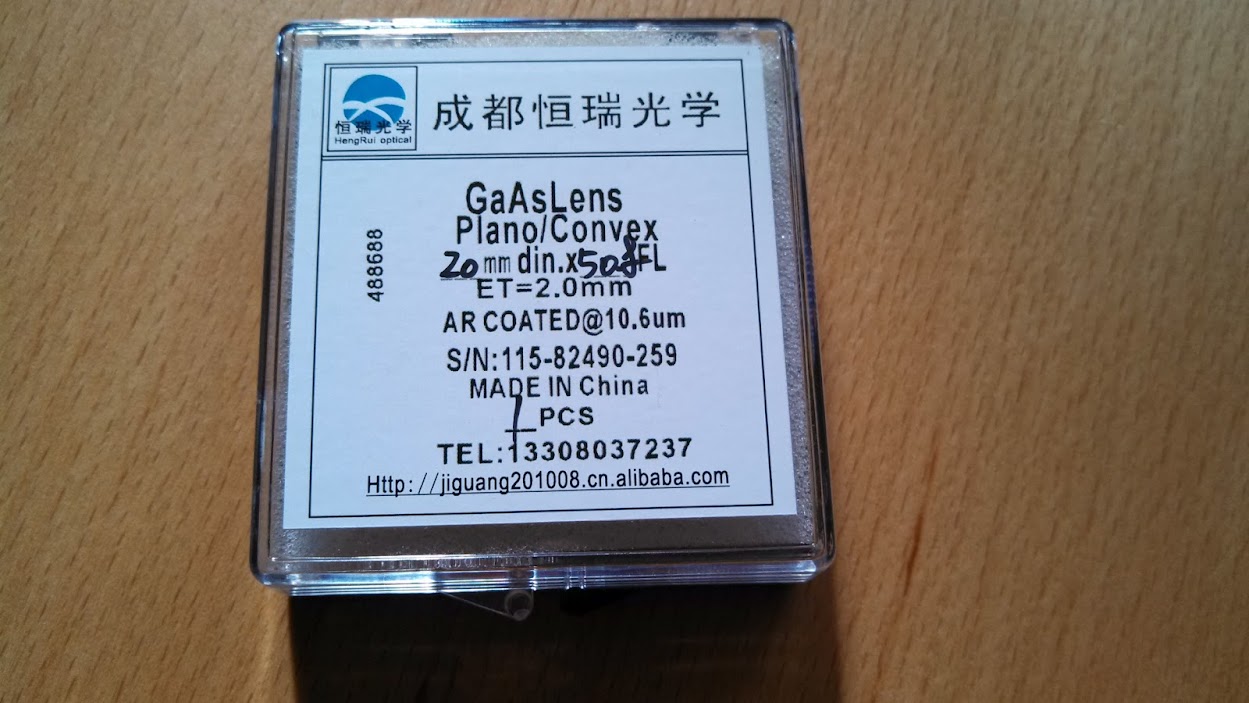 恒瑞光学
HengRui optical
成都恒瑞光学
GaAsLens
Plano/Convex
20mm din.x50.8FL
ET=2.0mm
AR COATED@10.6um
S/N:115-82490-259
MADE IN China
1 PCS
TEL:13308037237
Http://jiguang201008.cn.alibaba.com
488688